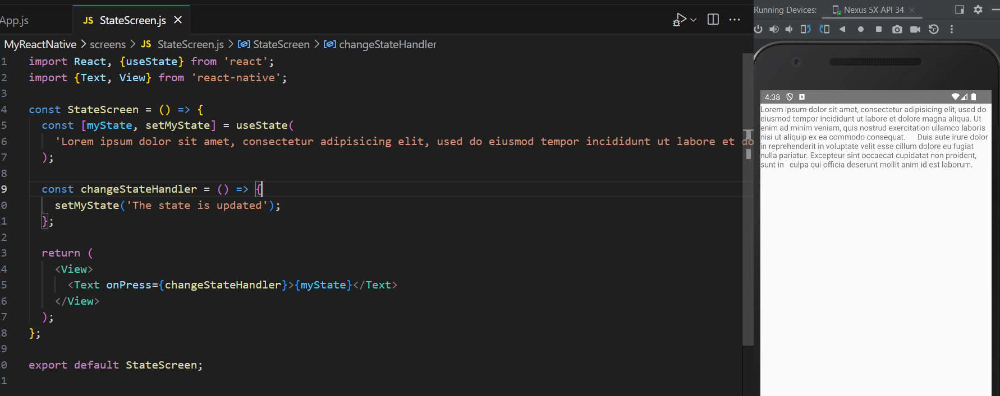 App.js
JS StateScreen.js
MyReactNative > screens > JS StateScreen.js > StateScreen > changeStateHandler
1 import React, {useState} from 'react';
2 import {Text, View} from 'react-native';
3
4 const StateScreen = () => {
5 const [myState, setMyState] = useState(
6 'Lorem ipsum dolor sit amet, consectetur adipisicing elit, used do eiusmod tempor incididunt ut labore et do
7 );
8
9 const changeStateHandler = () => {
0 setMyState('The state is updated');
1 };
2
3 return (
4 <View>
5 <Text onPress={changeStateHandler}>{myState}</Text>
6 </View>
7 );
8 };
9
0 export default StateScreen;
1
Running Devices: Nexus 5X API 34
4:38
Lorem ipsum dolor sit amet, consectetur adipisicing elit, used do
eiusmod tempor incididunt ut labore et dolore magna aliqua. Ut
enim ad minim veniam, quis nostrud exercitation ullamco laboris
nisi ut aliquip ex ea commodo consequat. Duis aute irure dolor
in reprehenderit in voluptate velit esse cillum dolore eu fugiat
nulla pariatur. Excepteur sint occaecat cupidatat non proident,
sunt in culpa qui officia deserunt mollit anim id est laborum.